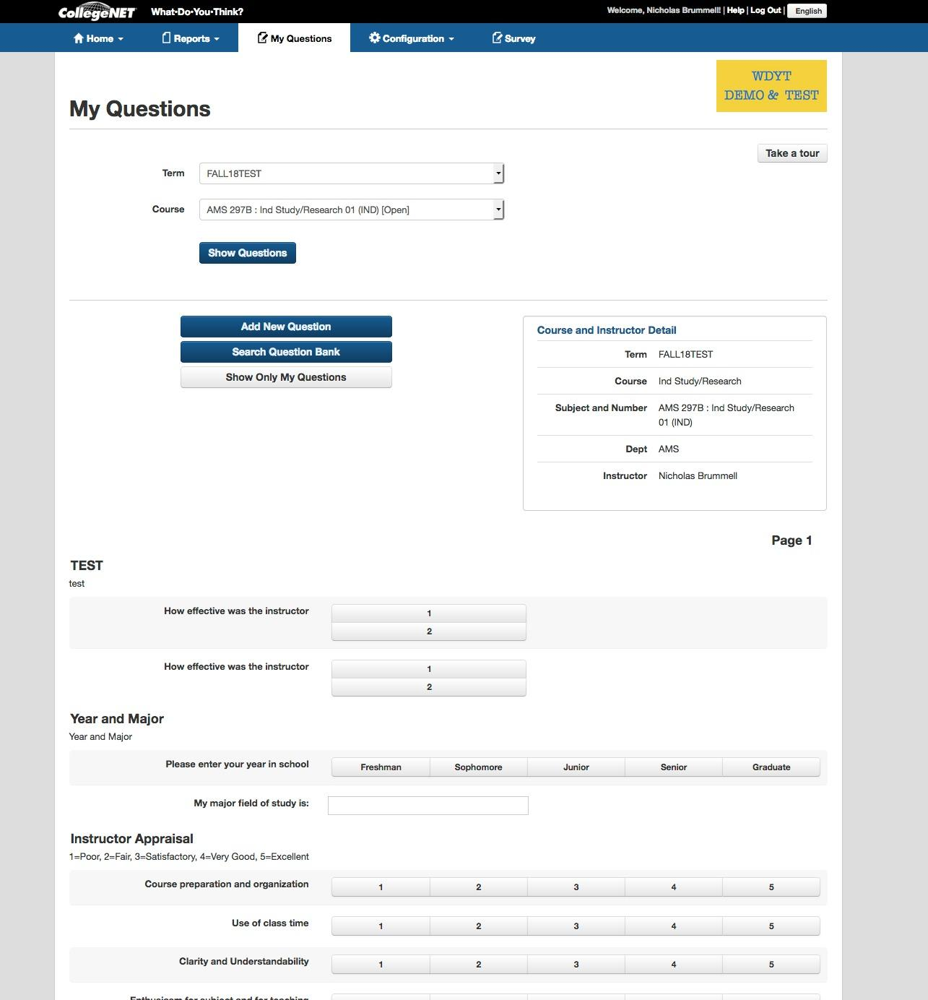 CollegeNET What•Do•You•Think? Welcome, Nicholas Brummell! | Help | Log Out | English
Home Reports My Questions Configuration Survey
WDYT
DEMO & TEST
My Questions
Take a tour
Term FALL18TEST
Course AMS 297B : Ind Study/Research 01 (IND) [Open]
Show Questions
Add New Question
Search Question Bank
Show Only My Questions
Course and Instructor Detail
Term FALL18TEST
Course Ind Study/Research
Subject and Number AMS 297B : Ind Study/Research
01 (IND)
Dept AMS
Instructor Nicholas Brummell
Page 1
TEST
test
How effective was the instructor 1
2
How effective was the instructor 1
2
Year and Major
Year and Major
Please enter your year in school Freshman Sophomore Junior Senior Graduate
My major field of study is:
Instructor Appraisal
1=Poor, 2=Fair, 3=Satisfactory, 4=Very Good, 5=Excellent
Course preparation and organization 1 2 3 4 5
Use of class time 1 2 3 4 5
Clarity and Understandability 1 2 3 4 5
Enthusiasm for subject and for teaching